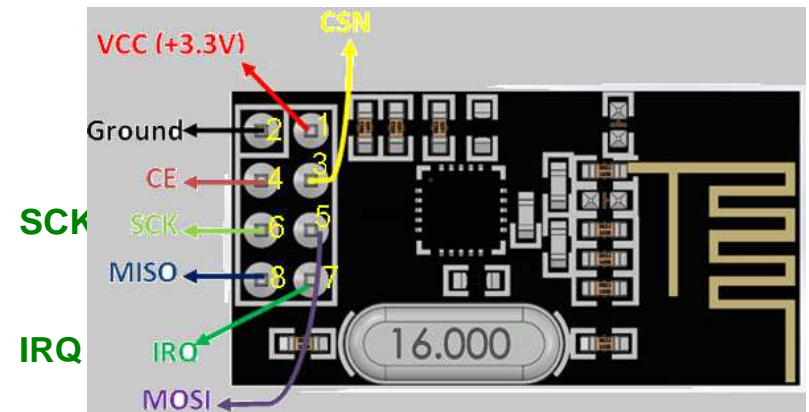 CSN
VCC (+3.3V)
Ground
2 1
CE
4 3
SCK SCK
6 5
MISO
8 7
IRQ IRQ
16.000
MOSI